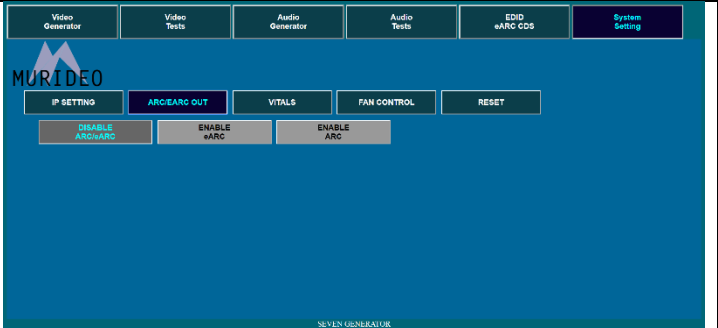 Video Generator
Video Tests
Audio Generator
Audio Tests
EDID eARC CDS
System Setting
MURIDEO
IP SETTING
ARC/EARC OUT
VITALS
FAN CONTROL
RESET
DISABLE ARC/eARC
ENABLE eARC
ENABLE ARC
SEVEN GENERATOR